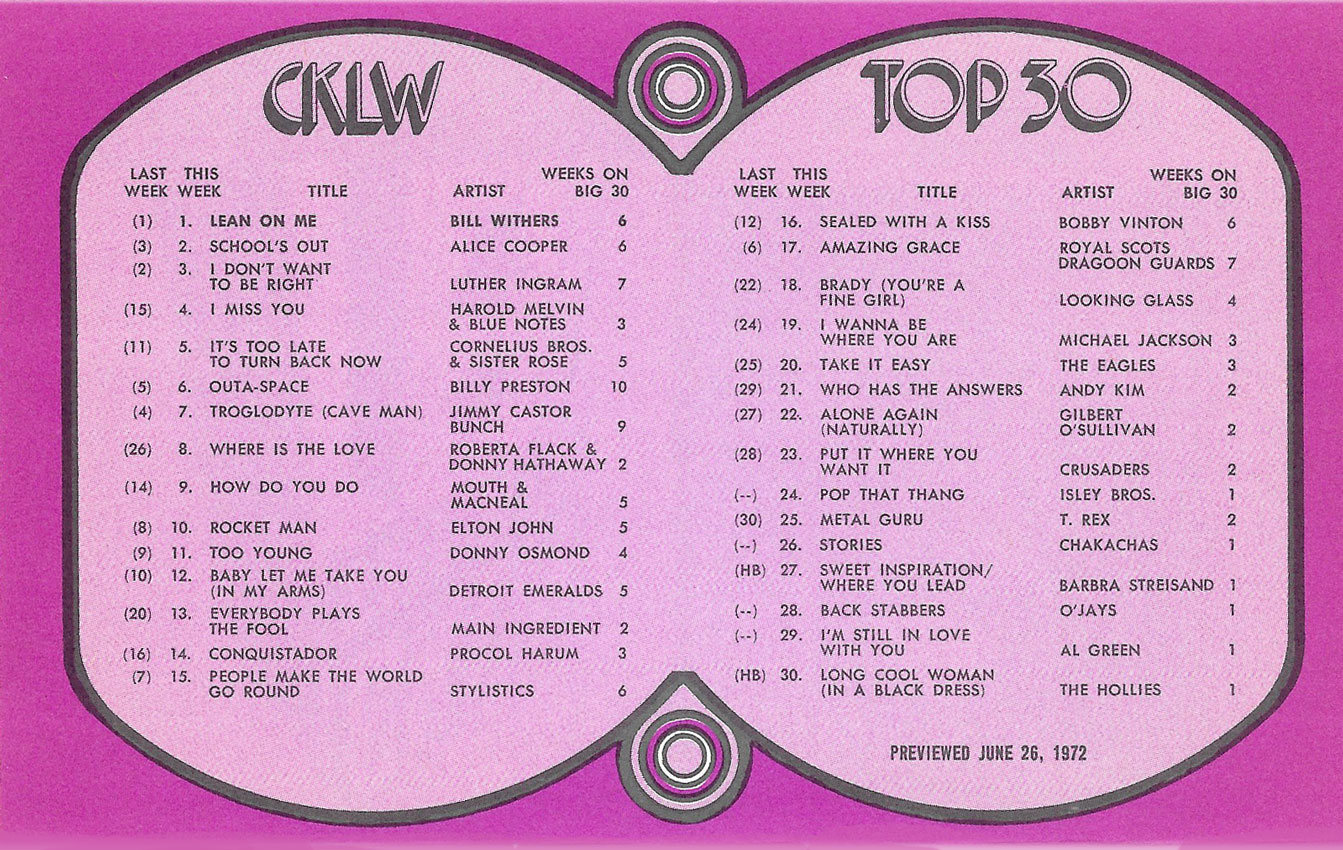 CKLW
LAST THIS WEEKS ON
WEEK WEEK TITLE ARTIST BIG 30
(1) 1. LEAN ON ME BILL WITHERS 6
(3) 2. SCHOOL'S OUT ALICE COOPER 6
(2) 3. I DON'T WANT
TO BE RIGHT LUTHER INGRAM 7
(15) 4. I MISS YOU HAROLD MELVIN
& BLUE NOTES 3
(11) 5. IT'S TOO LATE CORNELIUS BROS.
TO TURN BACK NOW & SISTER ROSE 5
(5) 6. OUTA-SPACE BILLY PRESTON 10
(4) 7. TROGLODYTE (CAVE MAN) JIMMY CASTOR
BUNCH 9
(26) 8. WHERE IS THE LOVE ROBERTA FLACK &
DONNY HATHAWAY 2
(14) 9. HOW DO YOU DO MOUTH &
MACNEAL 5
(8) 10. ROCKET MAN ELTON JOHN 5
(9) 11. TOO YOUNG DONNY OSMOND 4
(10) 12. BABY LET ME TAKE YOU
(IN MY ARMS) DETROIT EMERALDS 5
(20) 13. EVERYBODY PLAYS
THE FOOL MAIN INGREDIENT 2
(16) 14. CONQUISTADOR PROCOL HARUM 3
(7) 15. PEOPLE MAKE THE WORLD
GO ROUND STYLISTICS 6
TOP 30
LAST THIS WEEKS ON
WEEK WEEK TITLE ARTIST BIG 30
(12) 16. SEALED WITH A KISS BOBBY VINTON 6
(6) 17. AMAZING GRACE ROYAL SCOTS
DRAGOON GUARDS 7
(22) 18. BRADY (YOU'RE A
FINE GIRL) LOOKING GLASS 4
(24) 19. I WANNA BE
WHERE YOU ARE MICHAEL JACKSON 3
(25) 20. TAKE IT EASY THE EAGLES 3
(29) 21. WHO HAS THE ANSWERS ANDY KIM 2
(27) 22. ALONE AGAIN GILBERT
(NATURALLY) O'SULLIVAN 2
(28) 23. PUT IT WHERE YOU
WANT IT CRUSADERS 2
(--) 24. POP THAT THANG ISLEY BROS. 1
(30) 25. METAL GURU T. REX 2
(--) 26. STORIES CHAKACHAS 1
(HB) 27. SWEET INSPIRATION/
WHERE YOU LEAD BARBRA STREISAND 1
(--) 28. BACK STABBERS O'JAYS 1
(--) 29. I'M STILL IN LOVE
WITH YOU AL GREEN 1
(HB) 30. LONG COOL WOMAN
(IN A BLACK DRESS) THE HOLLIES 1
PREVIEWED JUNE 26, 1972